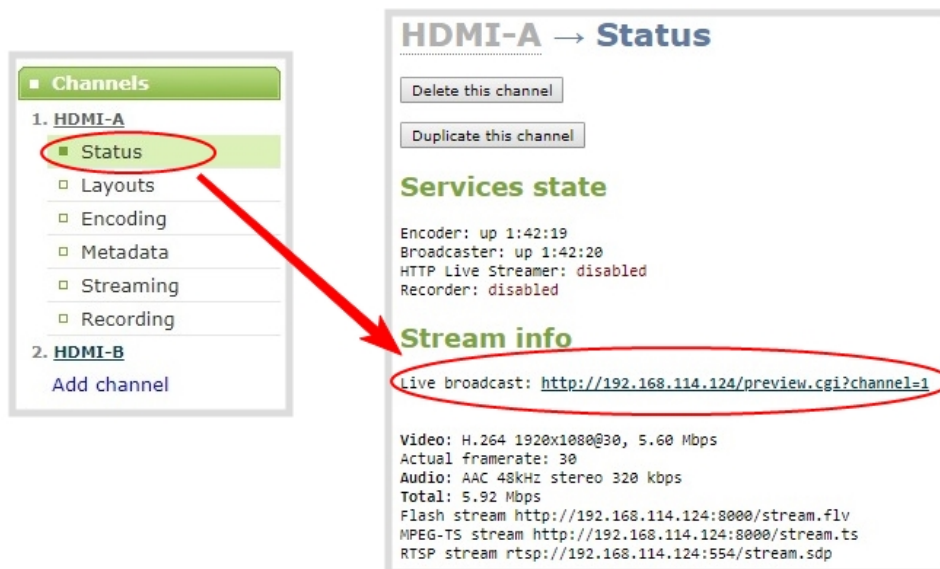 Channels
1. HDMI-A
Status
Layouts
Encoding
Metadata
Streaming
Recording
2. HDMI-B
Add channel
HDMI-A → Status
Delete this channel
Duplicate this channel
Services state
Encoder: up 1:42:19
Broadcaster: up 1:42:20
HTTP Live Streamer: disabled
Recorder: disabled
Stream info
Live broadcast: http://192.168.114.124/preview.cgi?channel=1
Video: H.264 1920x1080@30, 5.60 Mbps
Actual framerate: 30
Audio: AAC 48kHz stereo 320 kbps
Total: 5.92 Mbps
Flash stream http://192.168.114.124:8000/stream.flv
MPEG-TS stream http://192.168.114.124:8000/stream.ts
RTSP stream rtsp://192.168.114.124:554/stream.sdp